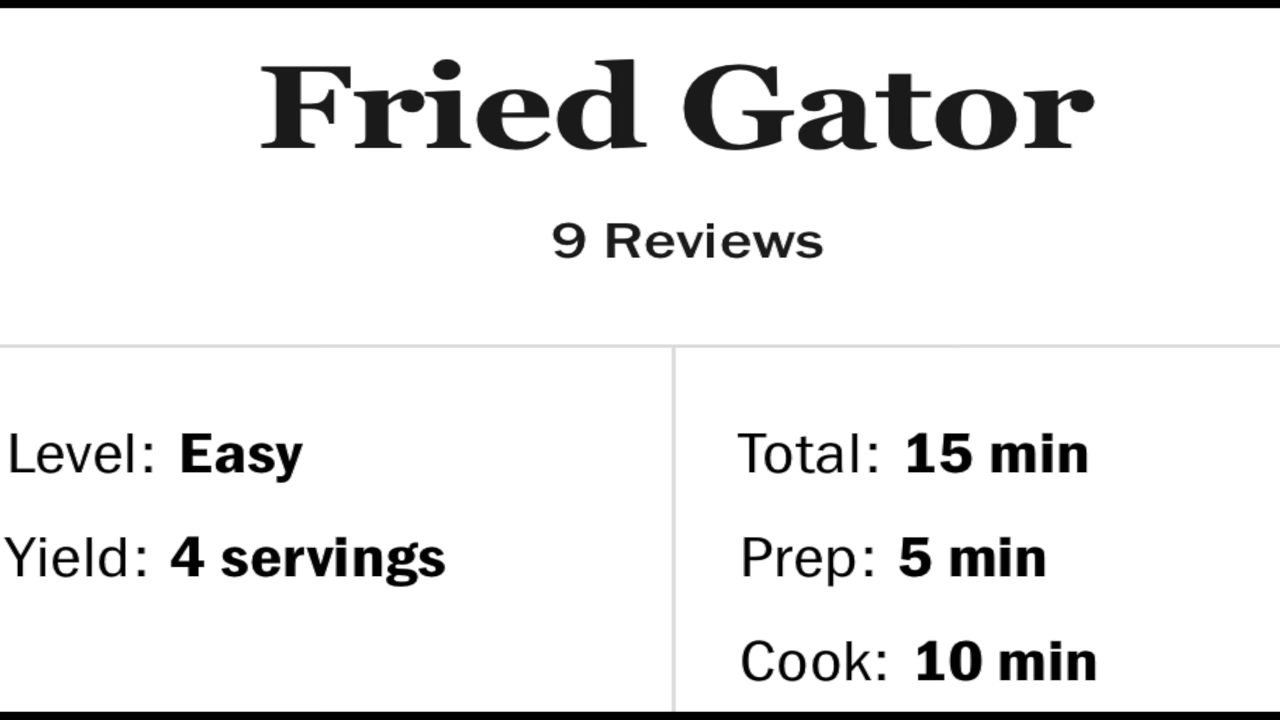 Fried Gator
9 Reviews
Level: Easy
Yield: 4 servings
Total: 15 min
Prep: 5 min
Cook: 10 min